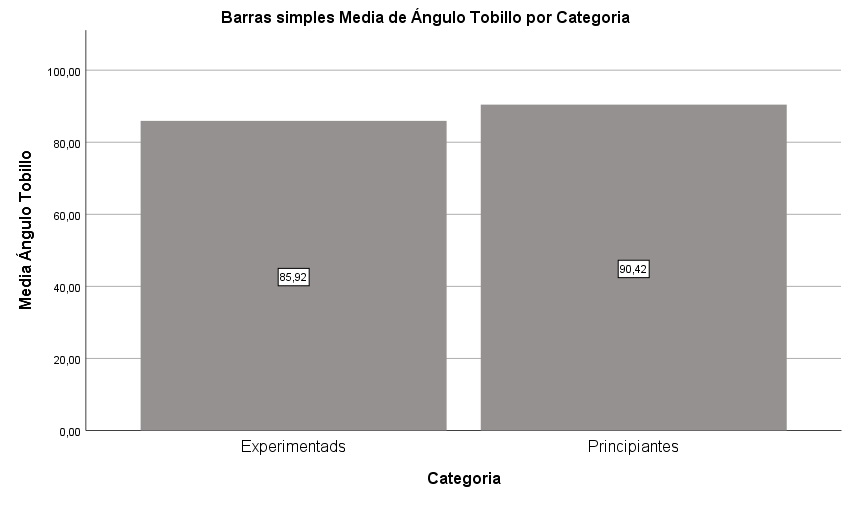 Barras simples Media de Ángulo Tobillo por Categoria
Media Ángulo Tobillo
100,00
80,00
60,00
40,00
20,00
0,00
85,92
90,42
Experimentads
Principiantes
Categoria